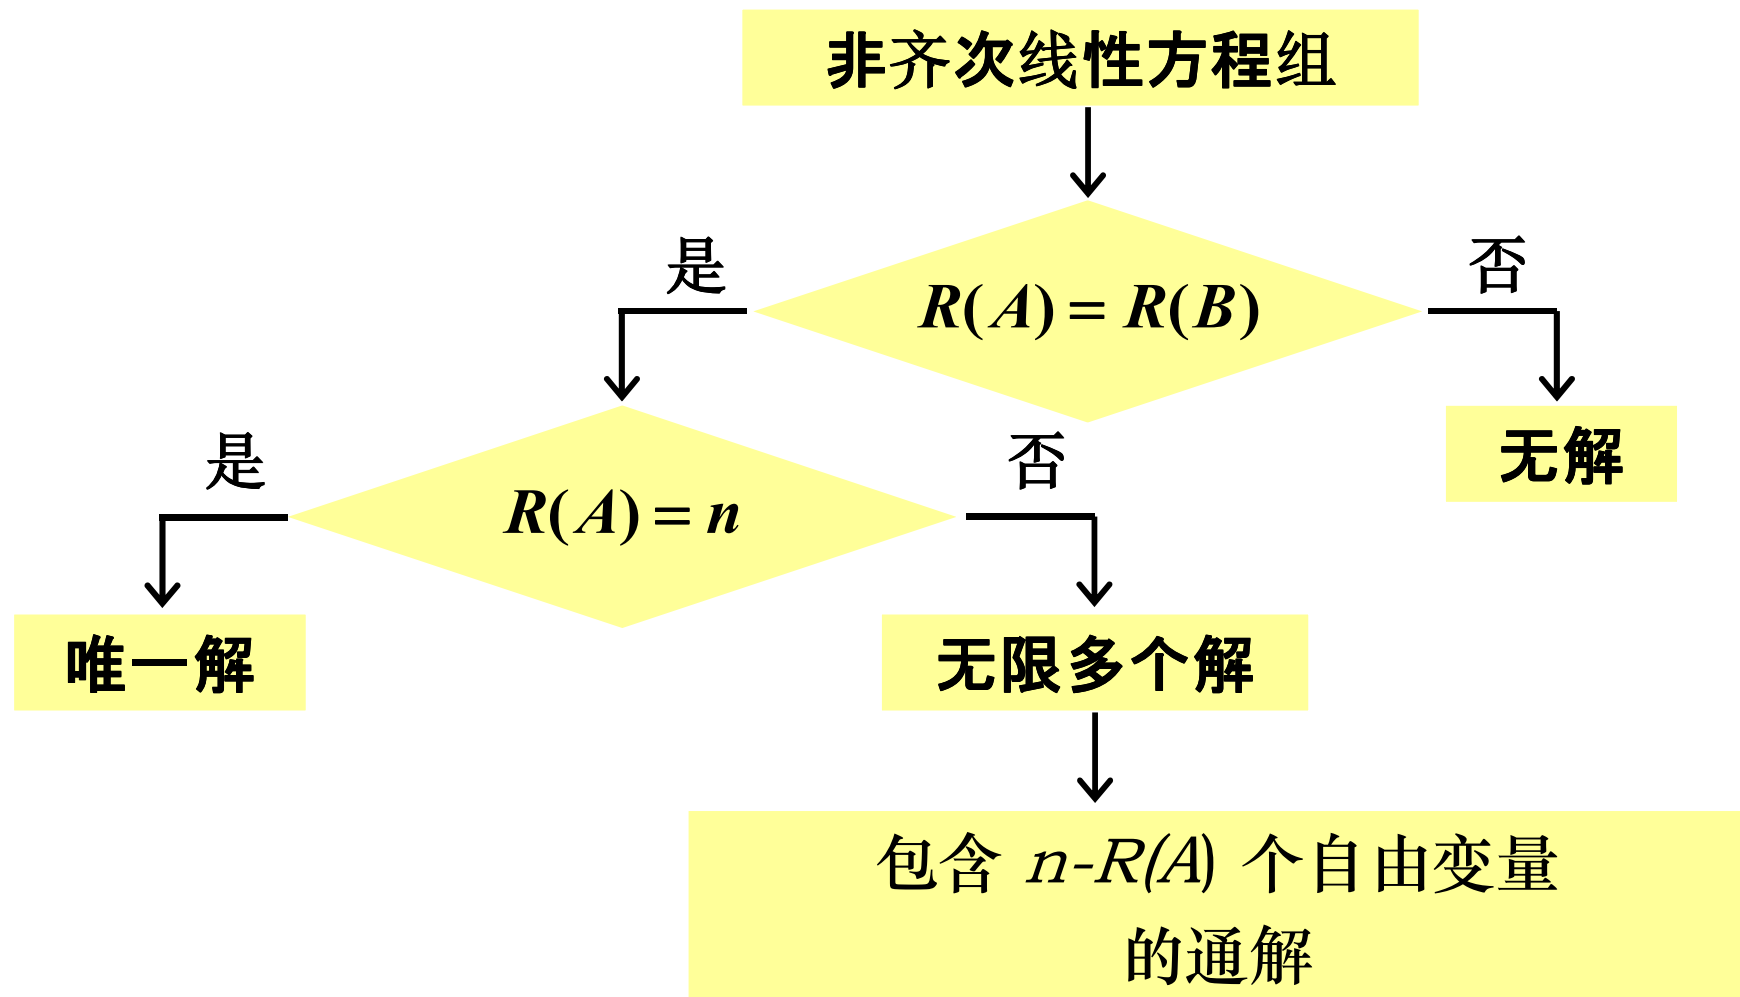 非齐次线性方程组
是
否
R(A) = R(B)
是
否
无解
R(A) = n
唯一解
无限多个解
包含 n-R(A) 个自由变量
的通解